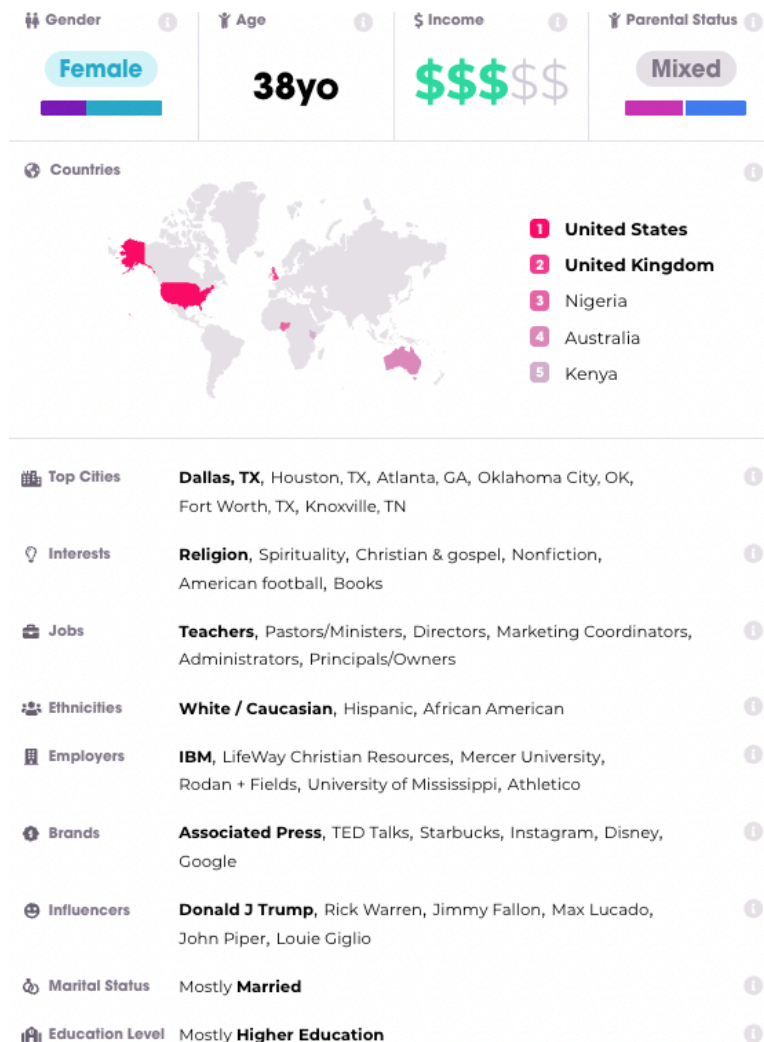 Gender
Age
$ Income
Parental Status
Female
38yo
$$$$$
Mixed
Countries
1 United States
2 United Kingdom
3 Nigeria
4 Australia
5 Kenya
Top Cities
Dallas, TX, Houston, TX, Atlanta, GA, Oklahoma City, OK,
Fort Worth, TX, Knoxville, TN
Interests
Religion, Spirituality, Christian & gospel, Nonfiction,
American football, Books
Jobs
Teachers, Pastors/Ministers, Directors, Marketing Coordinators,
Administrators, Principals/Owners
Ethnicities
White / Caucasian, Hispanic, African American
Employers
IBM, LifeWay Christian Resources, Mercer University,
Rodan + Fields, University of Mississippi, Athletico
Brands
Associated Press, TED Talks, Starbucks, Instagram, Disney,
Google
Influencers
Donald J Trump, Rick Warren, Jimmy Fallon, Max Lucado,
John Piper, Louie Giglio
Marital Status
Mostly Married
Education Level
Mostly Higher Education